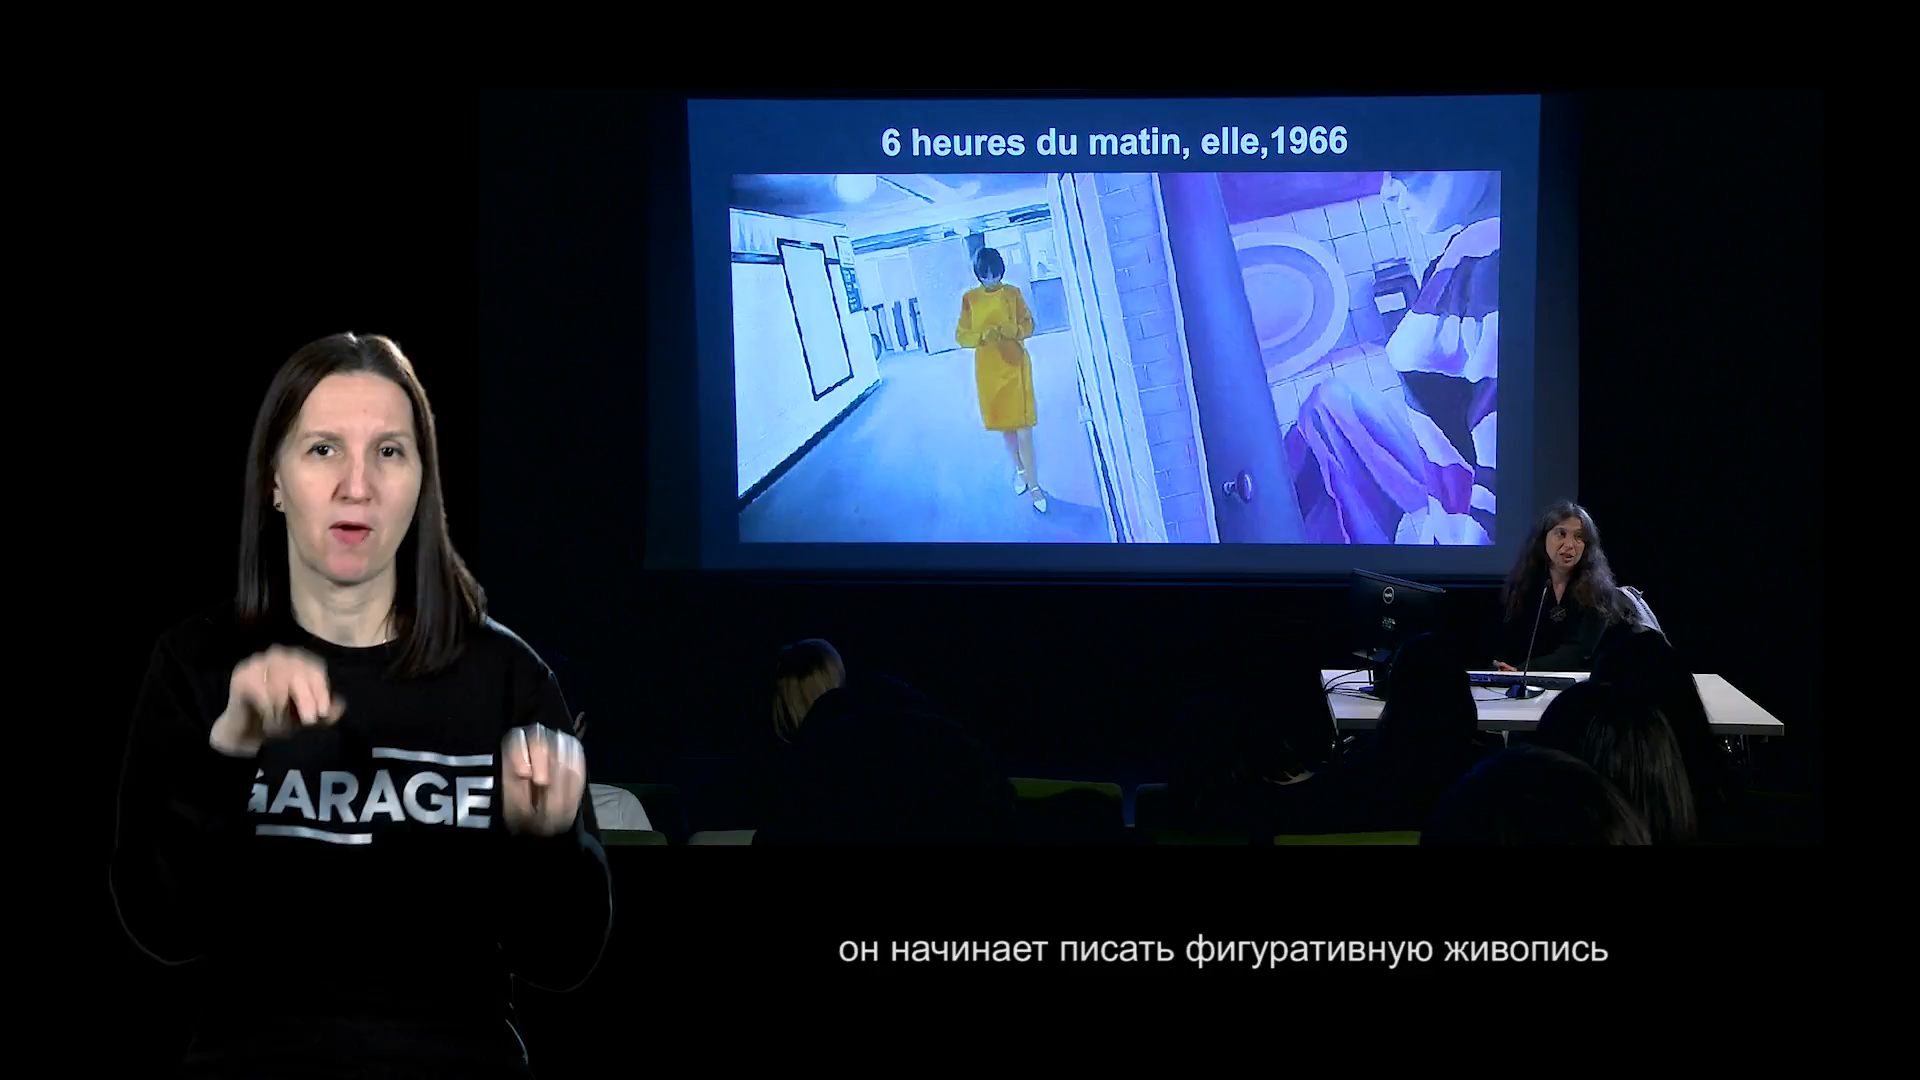 6 heures du matin, elle,1966
GARAGE
он начинает писать фигуративную живопись